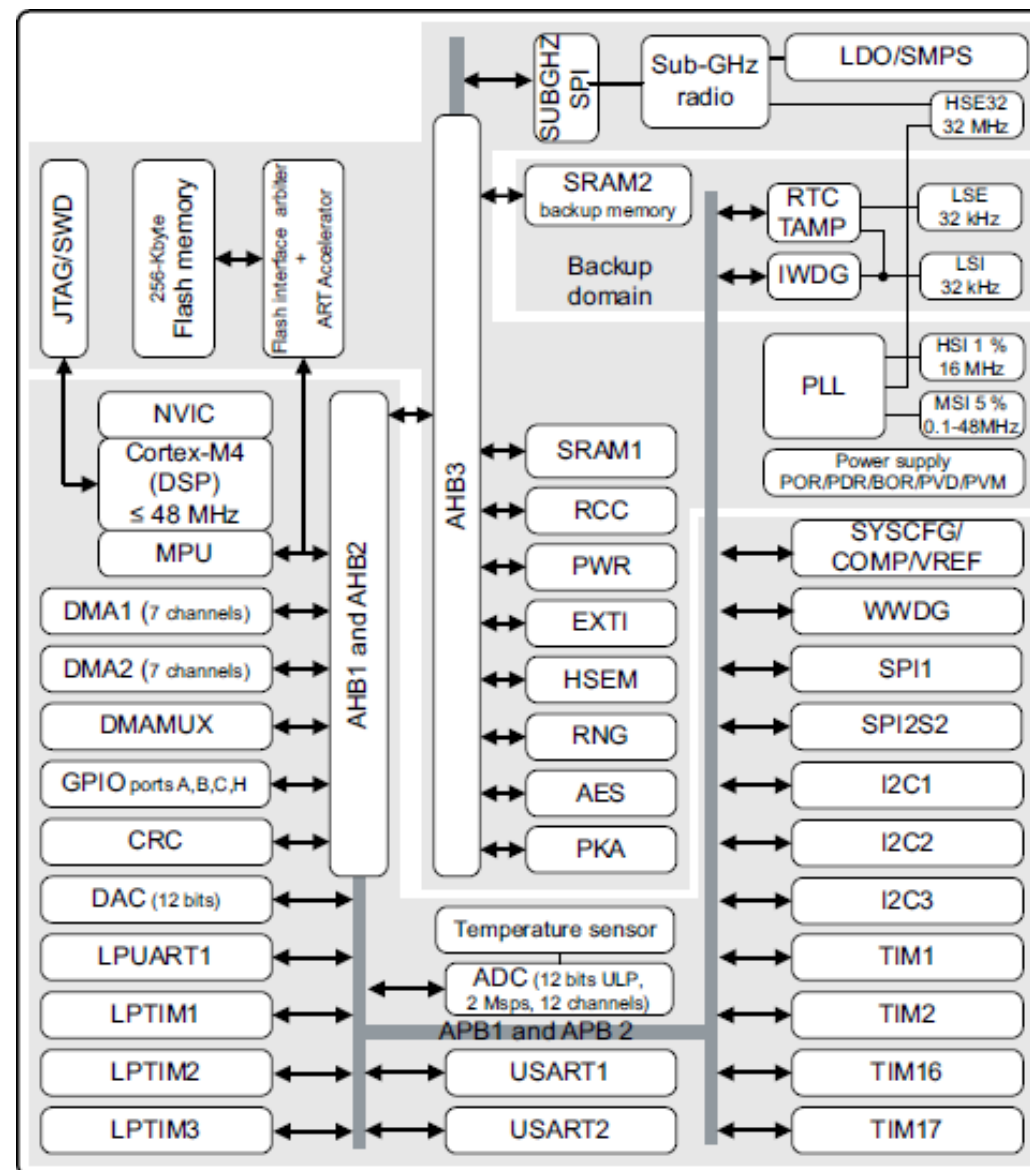 SUBGHZ
SPI
Sub-GHz
radio
LDO/SMPS
HSE32
32 MHz
JTAG/SWD
256-Kbyte
Flash memory
Flash interface arbiter
+
ART Accelerator
SRAM2
backup memory
Backup
domain
RTC
TAMP
IWDG
LSE
32 kHz
LSI
32 kHz
PLL
HSI 1 %
16 MHz
MSI 5 %
0.1-48MHz
Power supply
POR/PDR/BOR/PVD/PVM
NVIC
Cortex-M4
(DSP)
≤ 48 MHz
MPU
DMA1 (7 channels)
DMA2 (7 channels)
DMAMUX
GPIO ports A,B,C,H
CRC
DAC (12 bits)
LPUART1
LPTIM1
LPTIM2
LPTIM3
AHB1 and AHB2
AHB3
SRAM1
RCC
PWR
EXTI
HSEM
RNG
AES
PKA
Temperature sensor
ADC (12 bits ULP,
2 Msps, 12 channels)
APB1 and APB 2
USART1
USART2
SYSCFG/
COMP/VREF
WWDG
SPI1
SPI2S2
I2C1
I2C2
I2C3
TIM1
TIM2
TIM16
TIM17